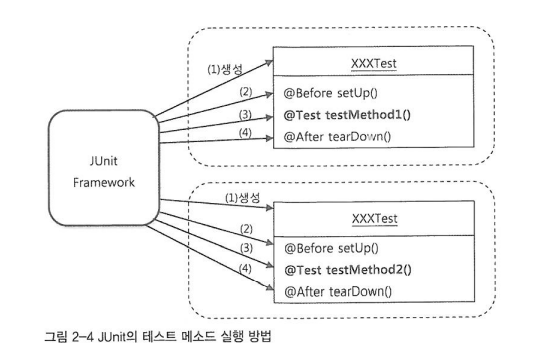 (1)생성
XXXTest
(2)
@Before setUp()
(3)
@Test testMethod1()
(4)
@After tearDown()
JUnit
Framework
(1)생성
XXXTest
(2)
@Before setUp()
(3)
@Test testMethod2()
(4)
@After tearDown()
그림 2-4 JUnit의 테스트 메소드 실행 방법